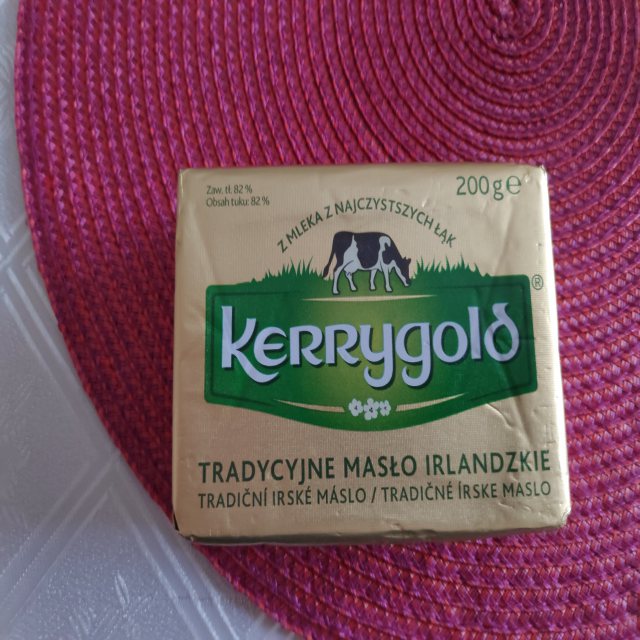 Zaw. tł. 82 %
Obsah tuku: 82 %
200g℮
Z MLEKA Z NAJCZYSTSZYCH ŁĄK
Kerrygold®
TRADYCYJNE MASŁO IRLANDZKIE
TRADIČNÍ IRSKÉ MÁSLO / TRADIČNÉ ÍRSKE MASLO